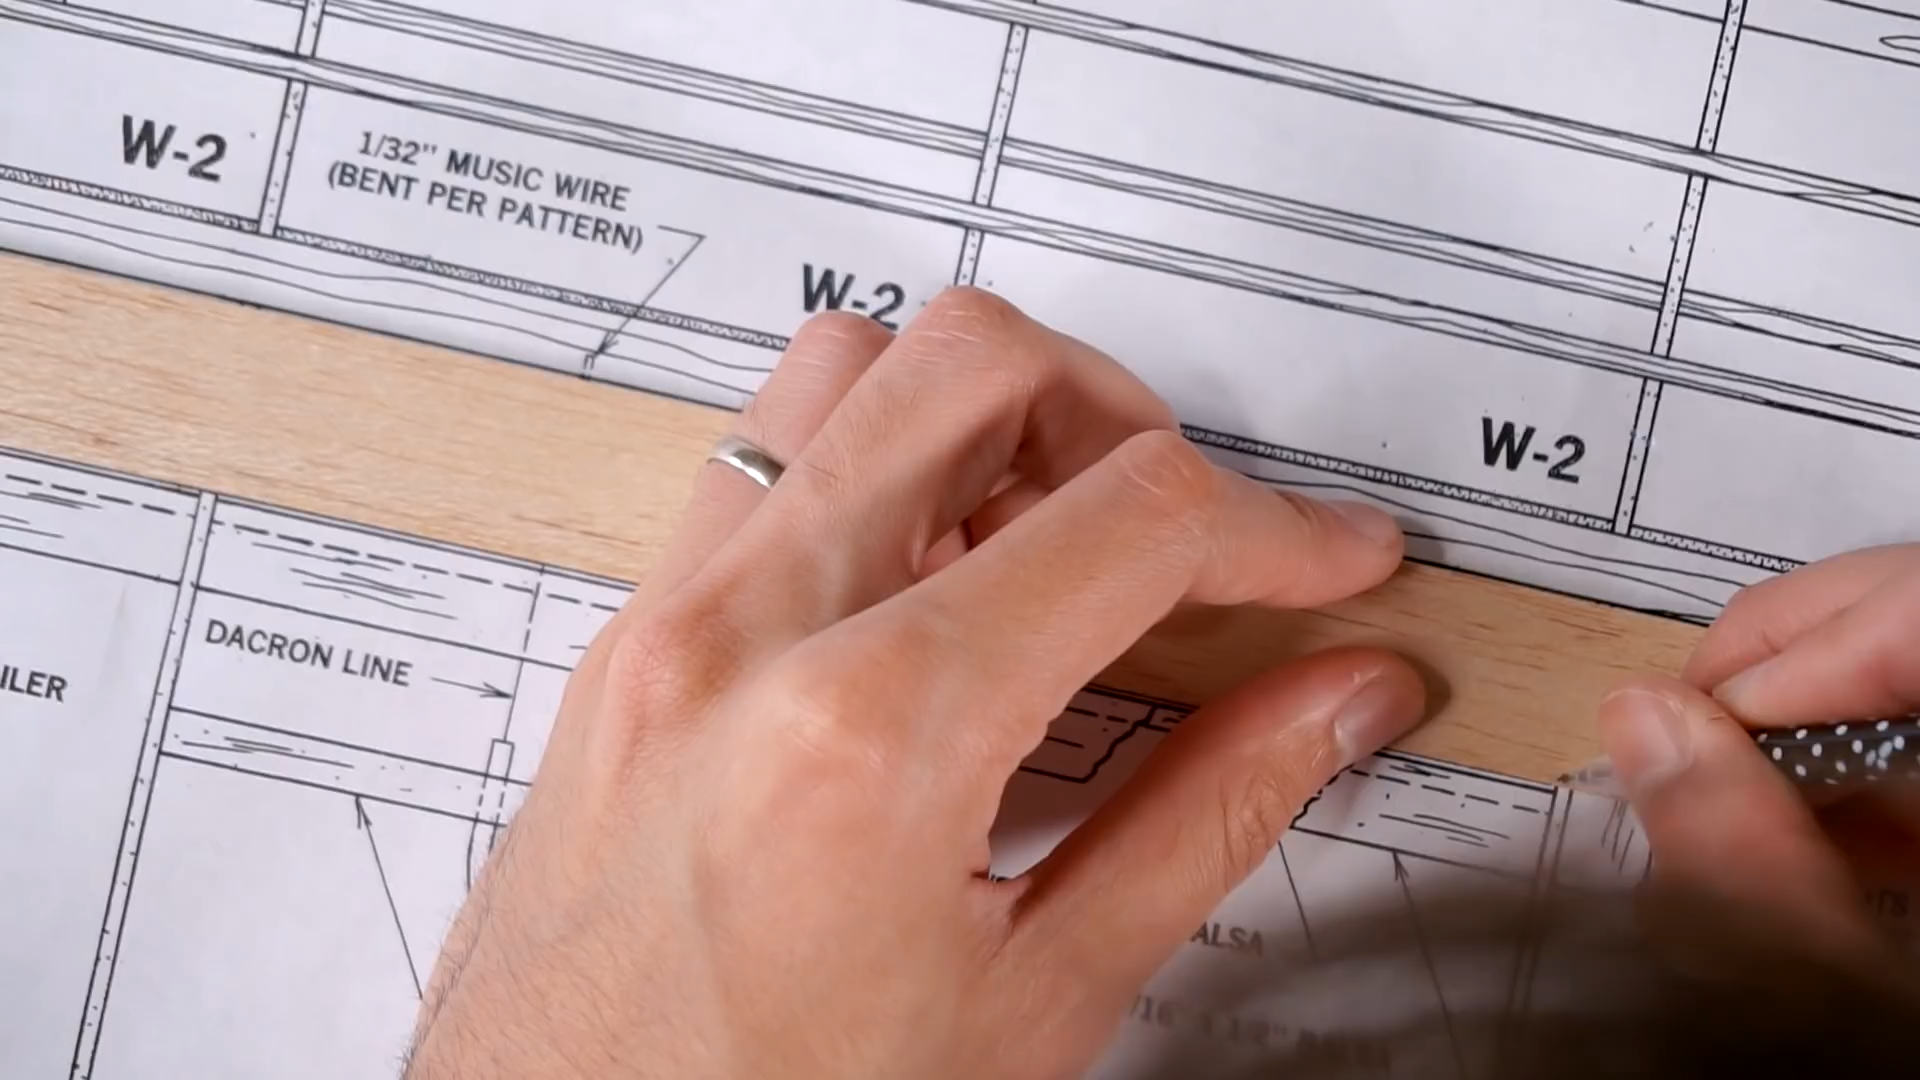 W-2
1/32" MUSIC WIRE
(BENT PER PATTERN)
W-2
W-2
ILER
DACRON LINE
ALSA